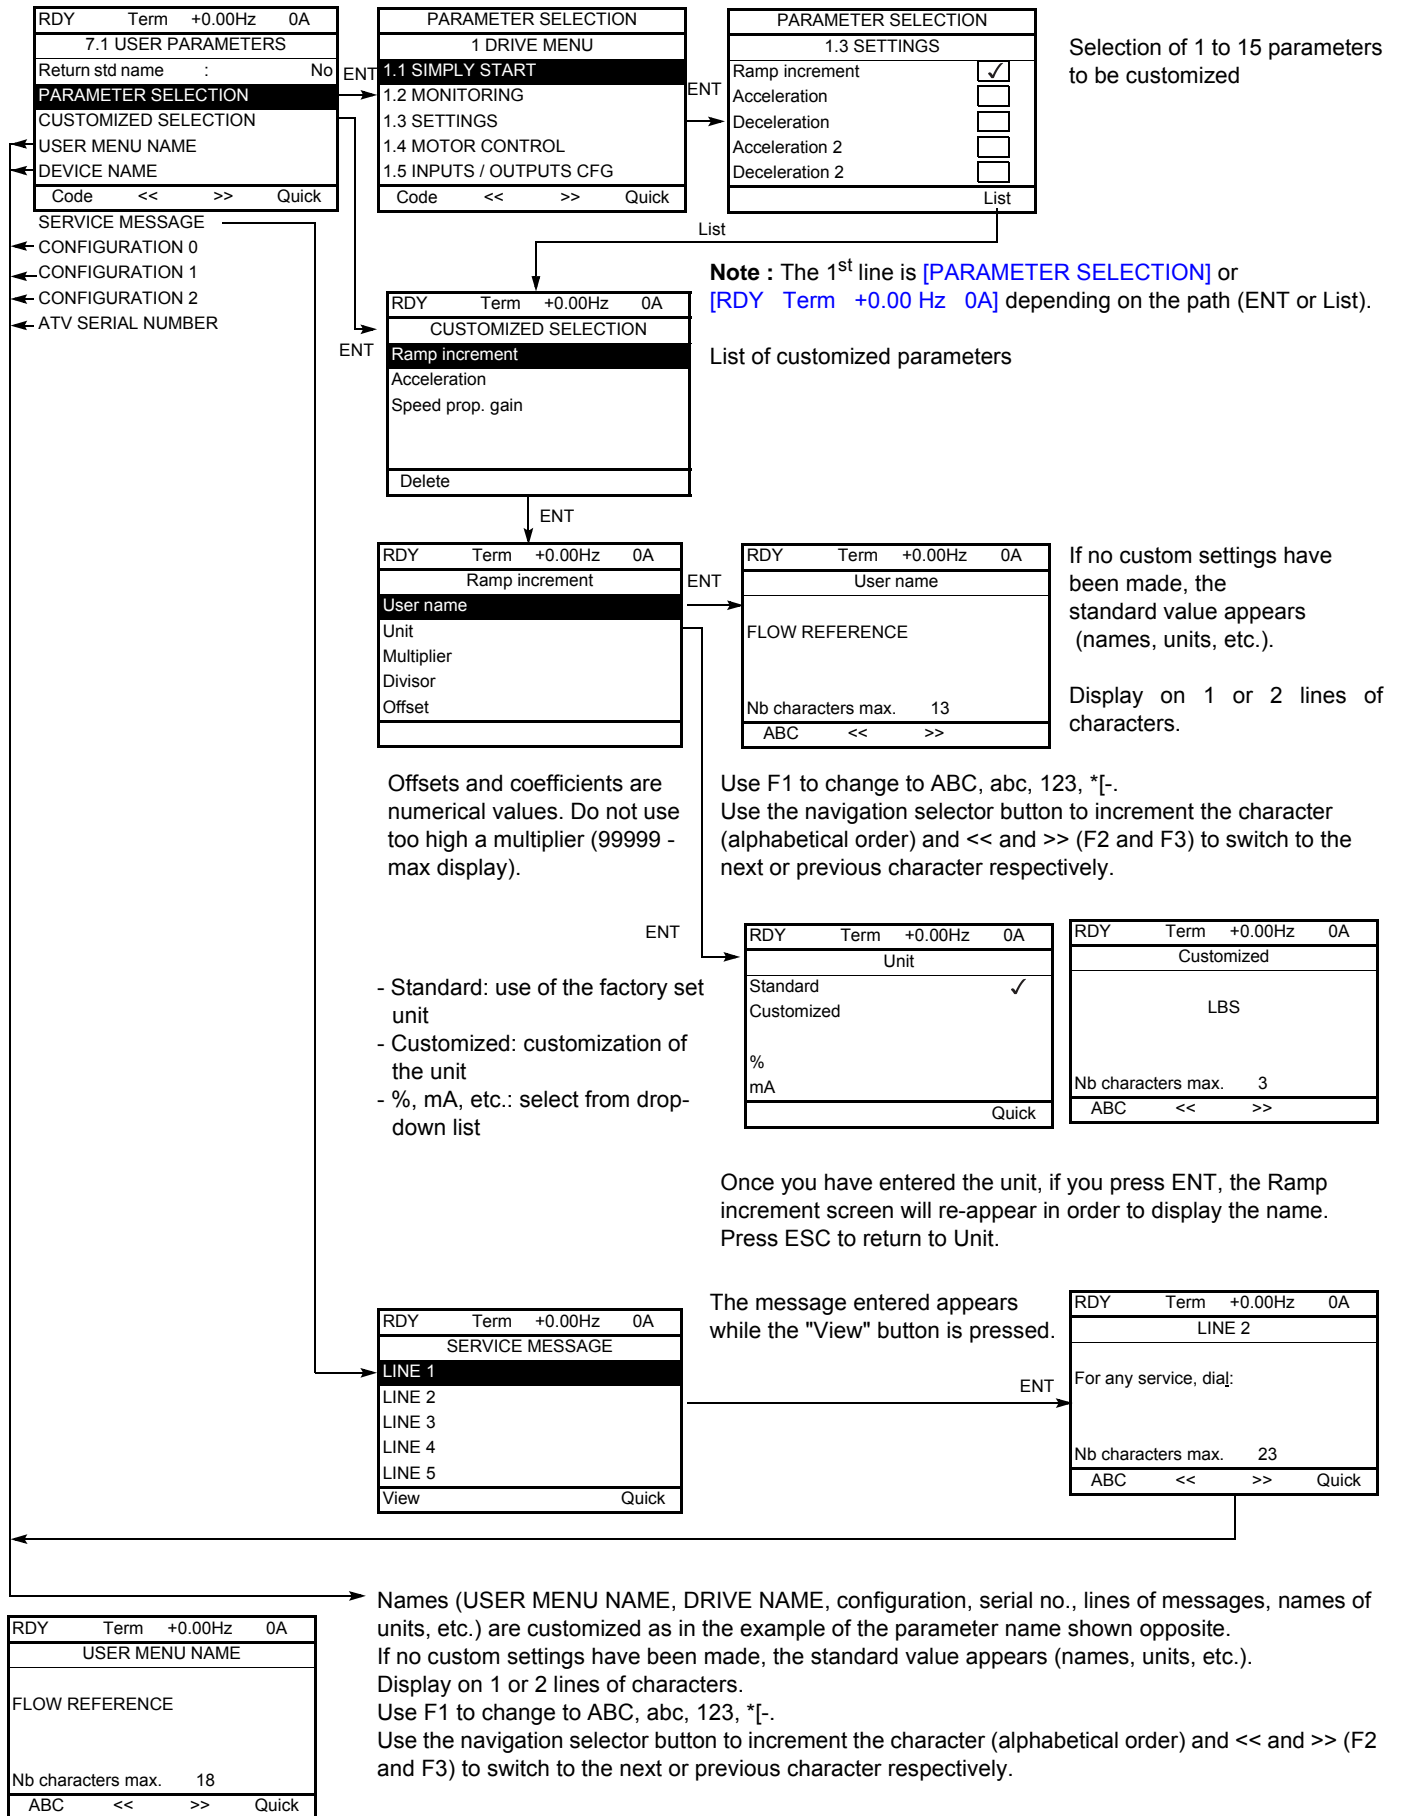 RDY Term +0.00Hz 0A
7.1 USER PARAMETERS
Return std name : No
PARAMETER SELECTION
CUSTOMIZED SELECTION
USER MENU NAME
DEVICE NAME
Code << >> Quick
SERVICE MESSAGE
CONFIGURATION 0
CONFIGURATION 1
CONFIGURATION 2
ATV SERIAL NUMBER
ENT
PARAMETER SELECTION
1 DRIVE MENU
1.1 SIMPLY START
1.2 MONITORING
1.3 SETTINGS
1.4 MOTOR CONTROL
1.5 INPUTS / OUTPUTS CFG
Code << >> Quick
ENT
PARAMETER SELECTION
1.3 SETTINGS
Ramp increment ✓
Acceleration
Deceleration
Acceleration 2
Deceleration 2
List
Selection of 1 to 15 parameters
to be customized
List
Note : The 1st line is [PARAMETER SELECTION] or
[RDY Term +0.00 Hz 0A] depending on the path (ENT or List).
ENT
RDY Term +0.00Hz 0A
CUSTOMIZED SELECTION
Ramp increment
Acceleration
Speed prop. gain
Delete
List of customized parameters
ENT
RDY Term +0.00Hz 0A
Ramp increment
User name
Unit
Multiplier
Divisor
Offset
ENT
RDY Term +0.00Hz 0A
User name
FLOW REFERENCE
Nb characters max. 13
ABC << >>
If no custom settings have
been made, the
standard value appears
(names, units, etc.).
Display on 1 or 2 lines of
characters.
Offsets and coefficients are
numerical values. Do not use
too high a multiplier (99999 -
max display).
Use F1 to change to ABC, abc, 123, *[-.
Use the navigation selector button to increment the character
(alphabetical order) and << and >> (F2 and F3) to switch to the
next or previous character respectively.
ENT
- Standard: use of the factory set
unit
- Customized: customization of
the unit
- %, mA, etc.: select from drop-
down list
RDY Term +0.00Hz 0A
Unit
Standard ✓
Customized
%
mA
Quick
RDY Term +0.00Hz 0A
Customized
LBS
Nb characters max. 3
ABC << >>
Once you have entered the unit, if you press ENT, the Ramp
increment screen will re-appear in order to display the name.
Press ESC to return to Unit.
RDY Term +0.00Hz 0A
SERVICE MESSAGE
LINE 1
LINE 2
LINE 3
LINE 4
LINE 5
View Quick
The message entered appears
while the "View" button is pressed.
ENT
RDY Term +0.00Hz 0A
LINE 2
For any service, dial:
Nb characters max. 23
ABC << >> Quick
Names (USER MENU NAME, DRIVE NAME, configuration, serial no., lines of messages, names of
units, etc.) are customized as in the example of the parameter name shown opposite.
If no custom settings have been made, the standard value appears (names, units, etc.).
Display on 1 or 2 lines of characters.
Use F1 to change to ABC, abc, 123, *[-.
Use the navigation selector button to increment the character (alphabetical order) and << and >> (F2
and F3) to switch to the next or previous character respectively.
RDY Term +0.00Hz 0A
USER MENU NAME
FLOW REFERENCE
Nb characters max. 18
ABC << >> Quick